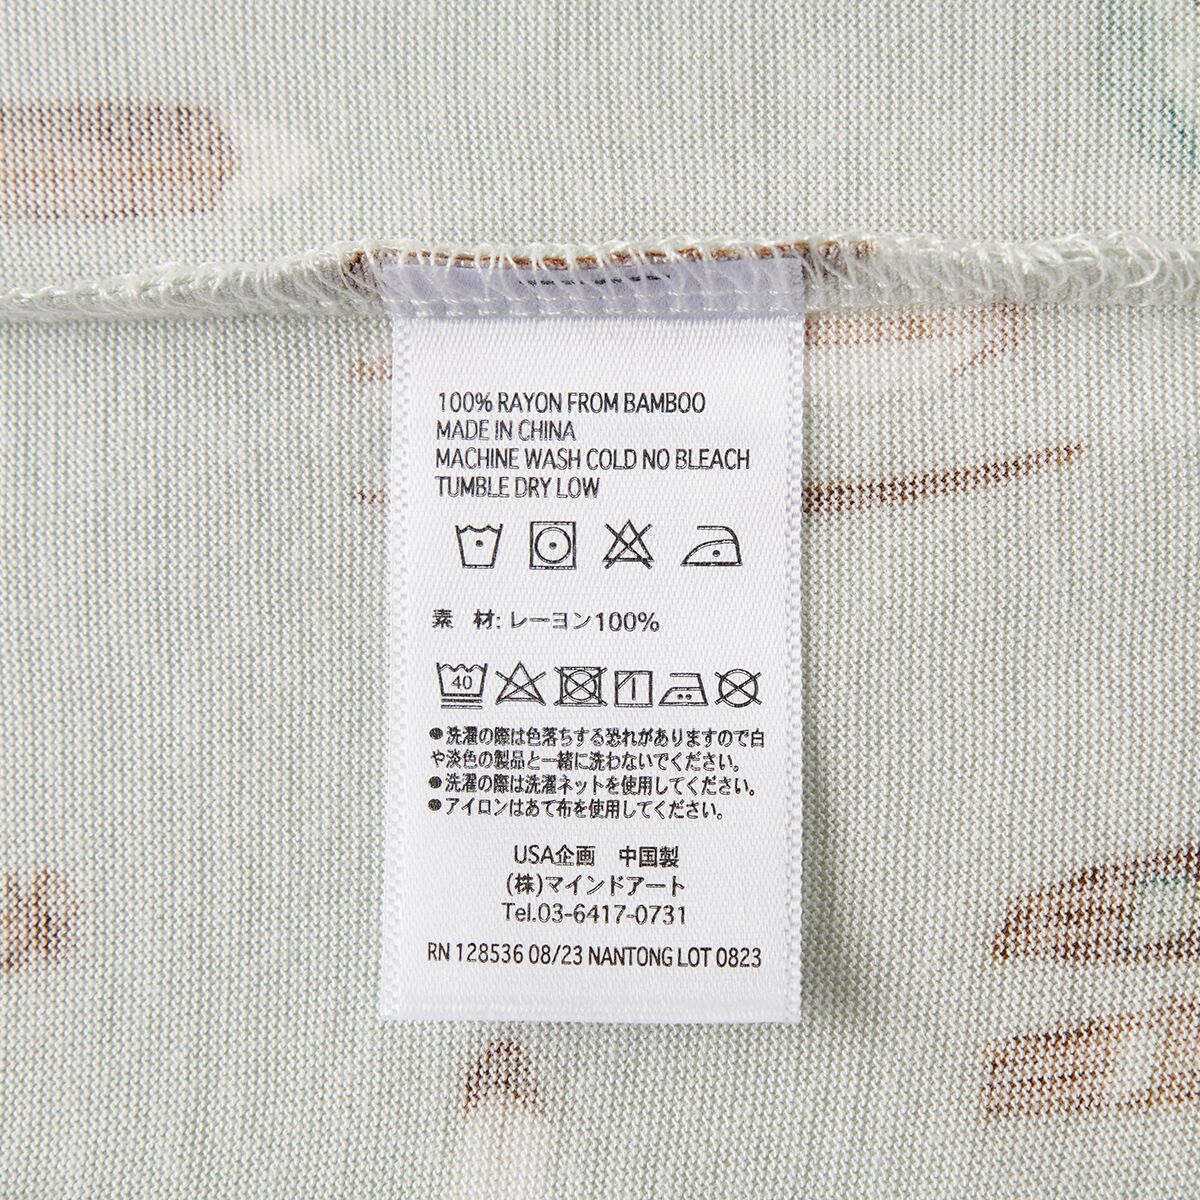 100% RAYON FROM BAMBOO
MADE IN CHINA
MACHINE WASH COLD NO BLEACH
TUMBLE DRY LOW
素 材: レーヨン100%
40
●洗濯の際は色落ちする恐れがありますので白
や淡色の製品と一緒に洗わないでください。
●洗濯の際は洗濯ネットを使用してください。
●アイロンはあて布を使用してください。
USA企画 中国製
(株)マインドアート
Tel.03-6417-0731
RN 128536 08/23 NANTONG LOT 0823